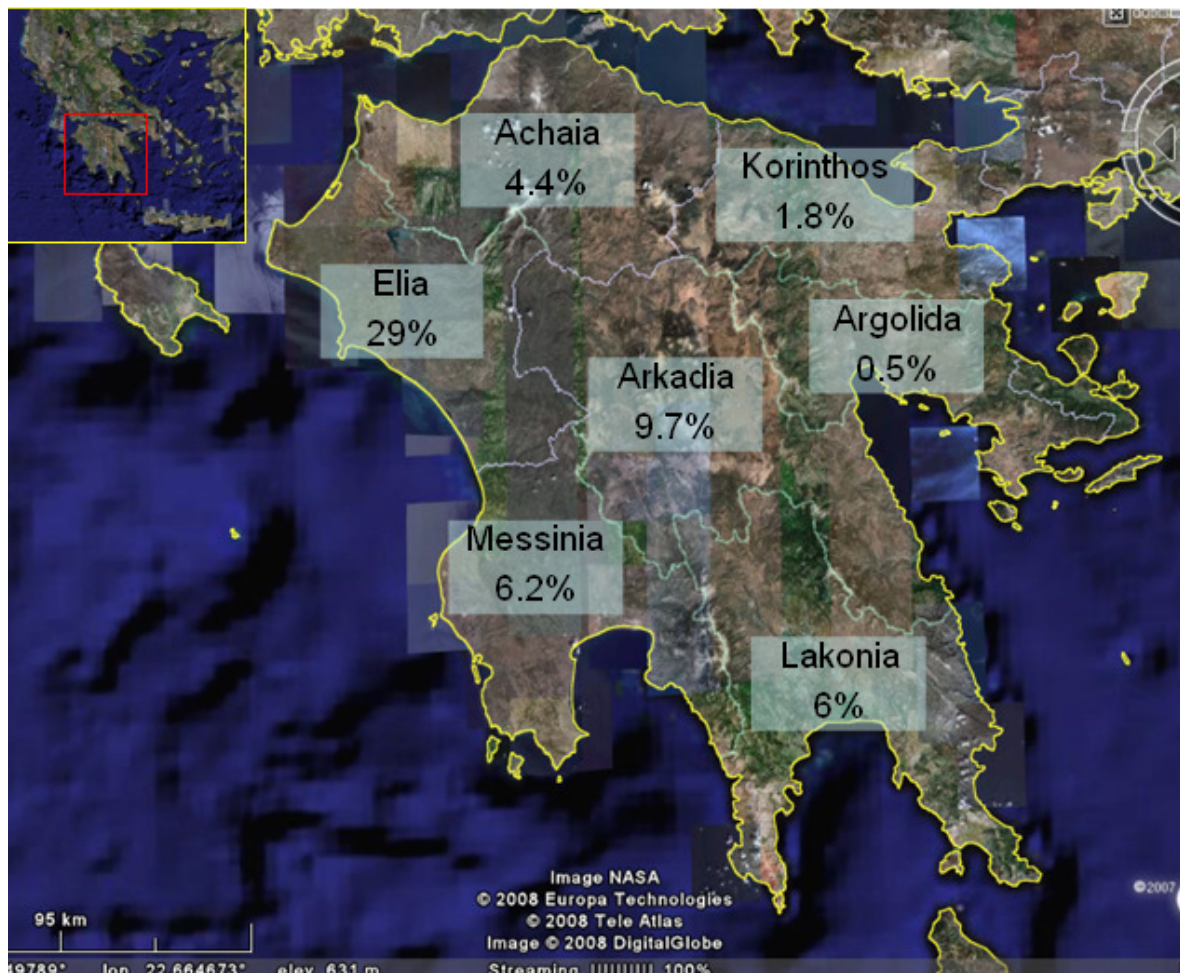 Achaia
4.4%
Korinthos
1.8%
Elia
29%
Argolida
0.5%
Arkadia
9.7%
Messinia
6.2%
Lakonia
6%
Image NASA
© 2008 Europa Technologies
© 2008 Tele Atlas
Image © 2008 DigitalGlobe
©2007
95 km
lon 22.664673° elev 631 m
Streaming 100%